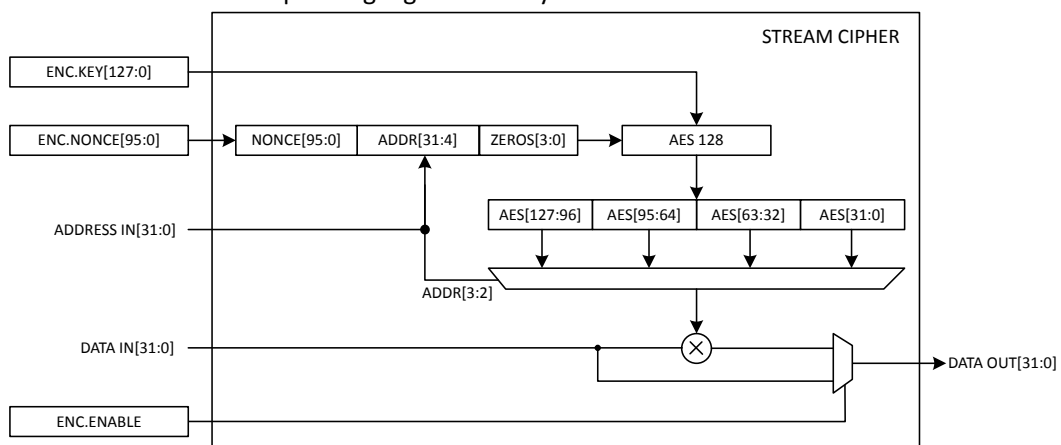 STREAM CIPHER
ENC.KEY[127:0]
ENC.NONCE[95:0]
NONCE[95:0] ADDR[31:4] ZEROS[3:0] AES 128
AES[127:96] AES[95:64] AES[63:32] AES[31:0]
ADDRESS IN[31:0]
ADDR[3:2]
DATA IN[31:0]
DATA OUT[31:0]
ENC.ENABLE